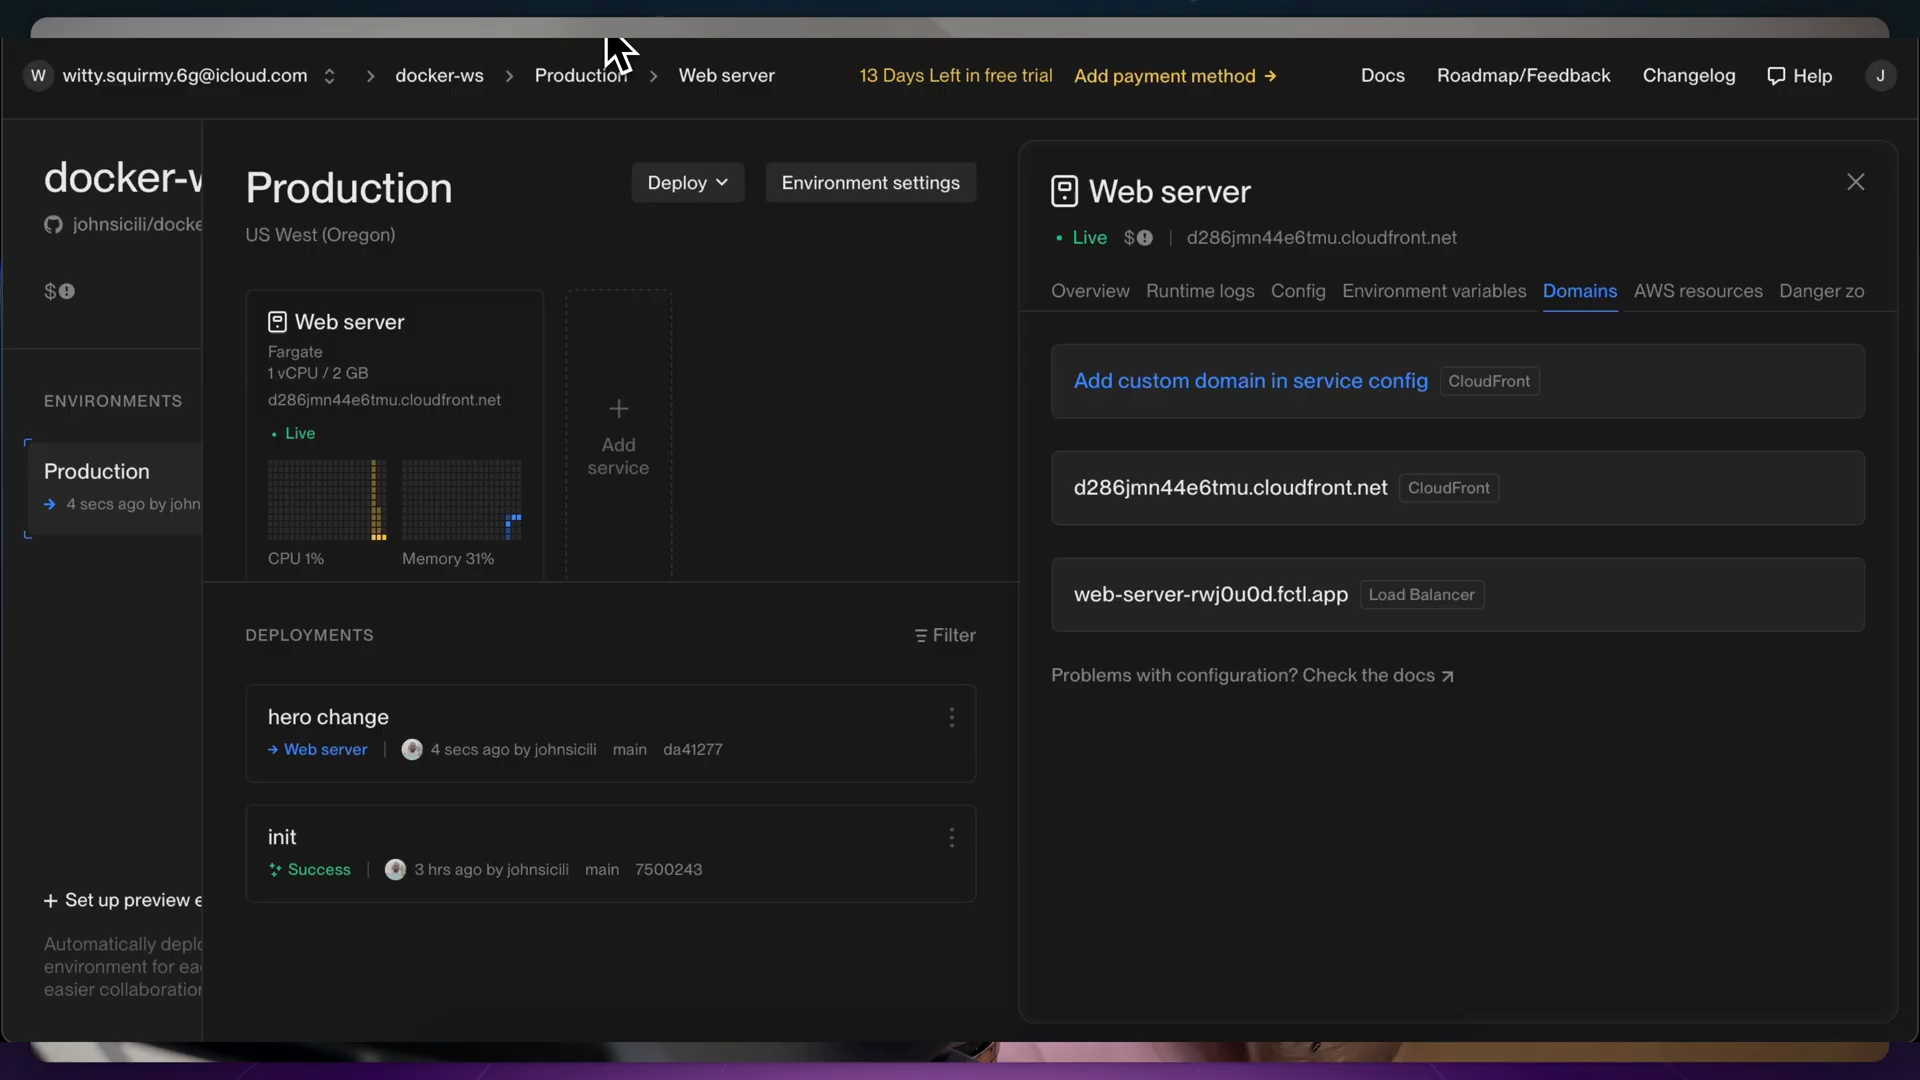 W witty.squirmy.6g@icloud.com > docker-ws > Production > Web server
13 Days Left in free trial Add payment method →
Docs Roadmap/Feedback Changelog Help J
docker-w
johnsicili/docke
$
ENVIRONMENTS
Production
→ 4 secs ago by john
+ Set up preview e
Automatically deplo
environment for ea
easier collaboration
Production
US West (Oregon)
Deploy
Environment settings
Web server
Fargate
1 vCPU / 2 GB
d286jmn44e6tmu.cloudfront.net
• Live
CPU 1% Memory 31%
+
Add
service
DEPLOYMENTS
Filter
hero change
→ Web server | 4 secs ago by johnsicili main da41277
init
Success | 3 hrs ago by johnsicili main 7500243
Web server
• Live $ | d286jmn44e6tmu.cloudfront.net
Overview Runtime logs Config Environment variables Domains AWS resources Danger zo
Add custom domain in service config CloudFront
d286jmn44e6tmu.cloudfront.net CloudFront
web-server-rwj0u0d.fctl.app Load Balancer
Problems with configuration? Check the docs ↗